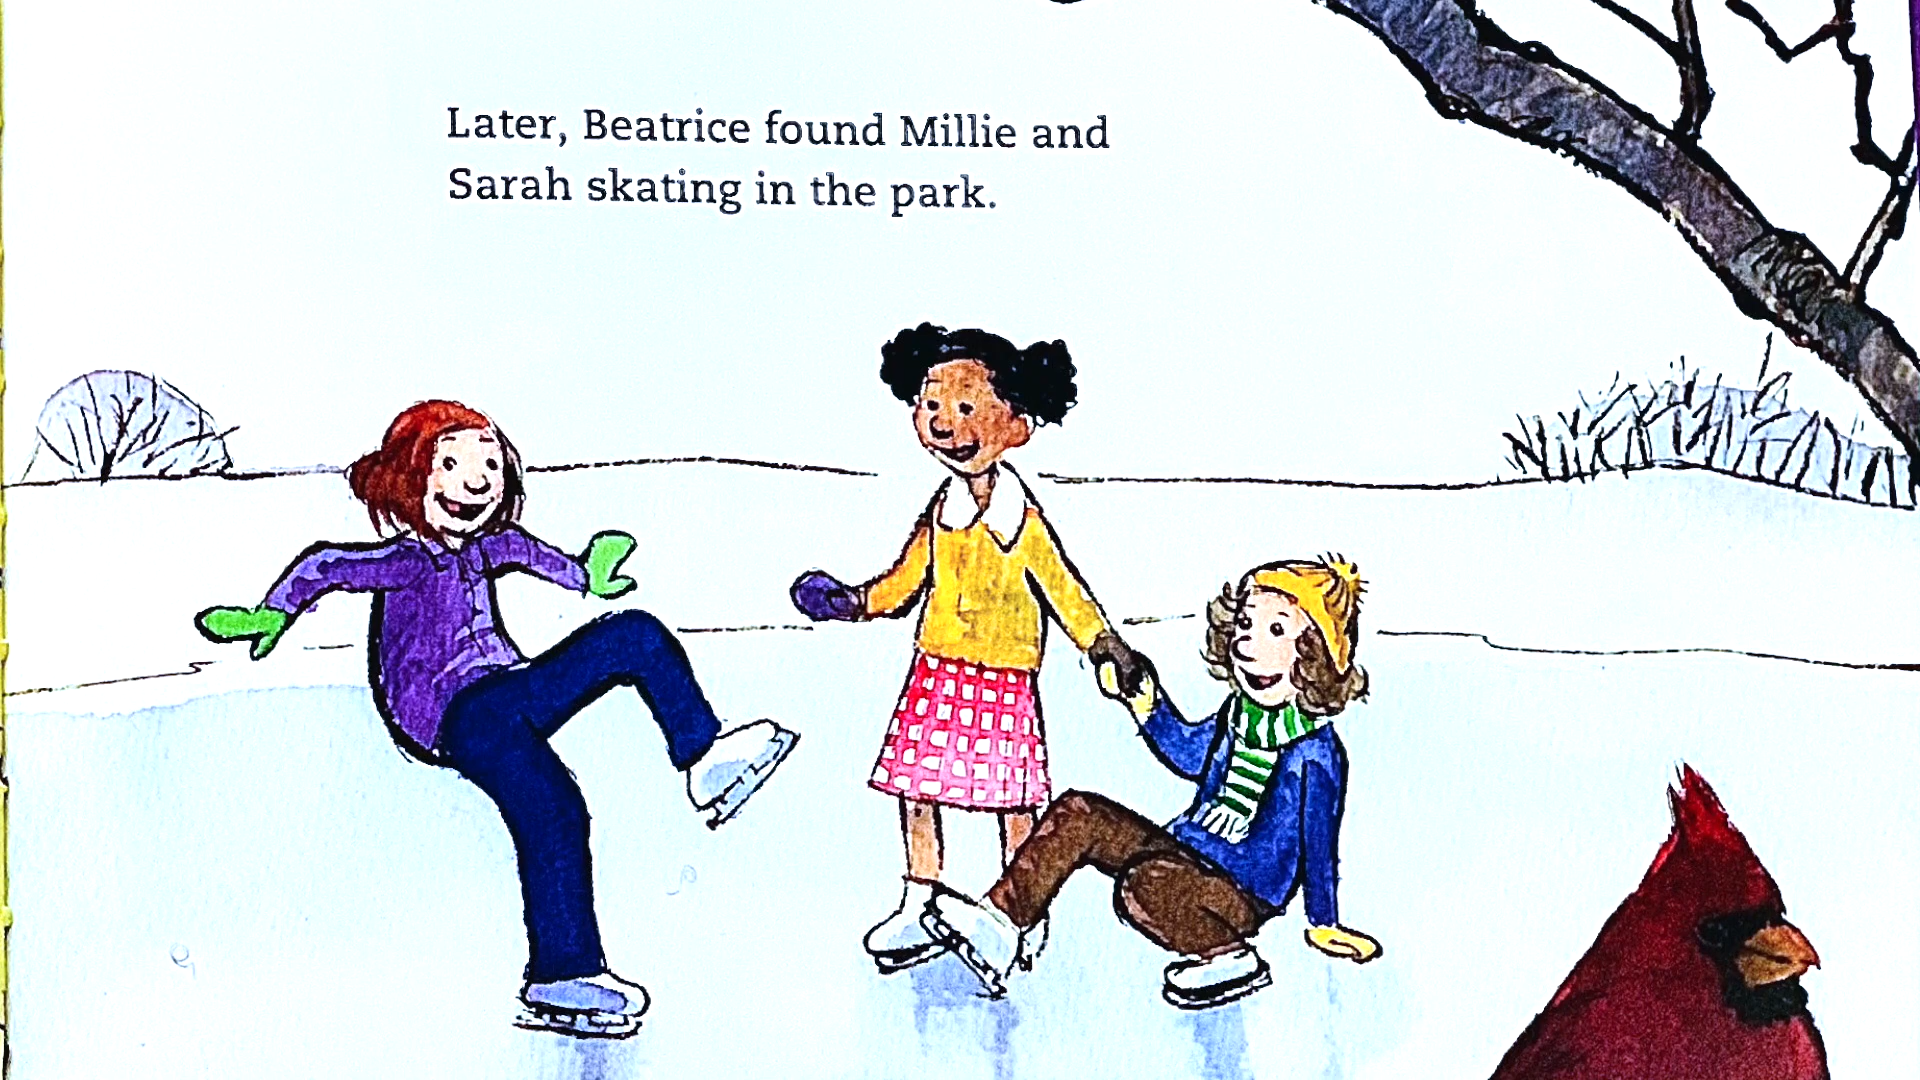 Later, Beatrice found Millie and
Sarah skating in the park.